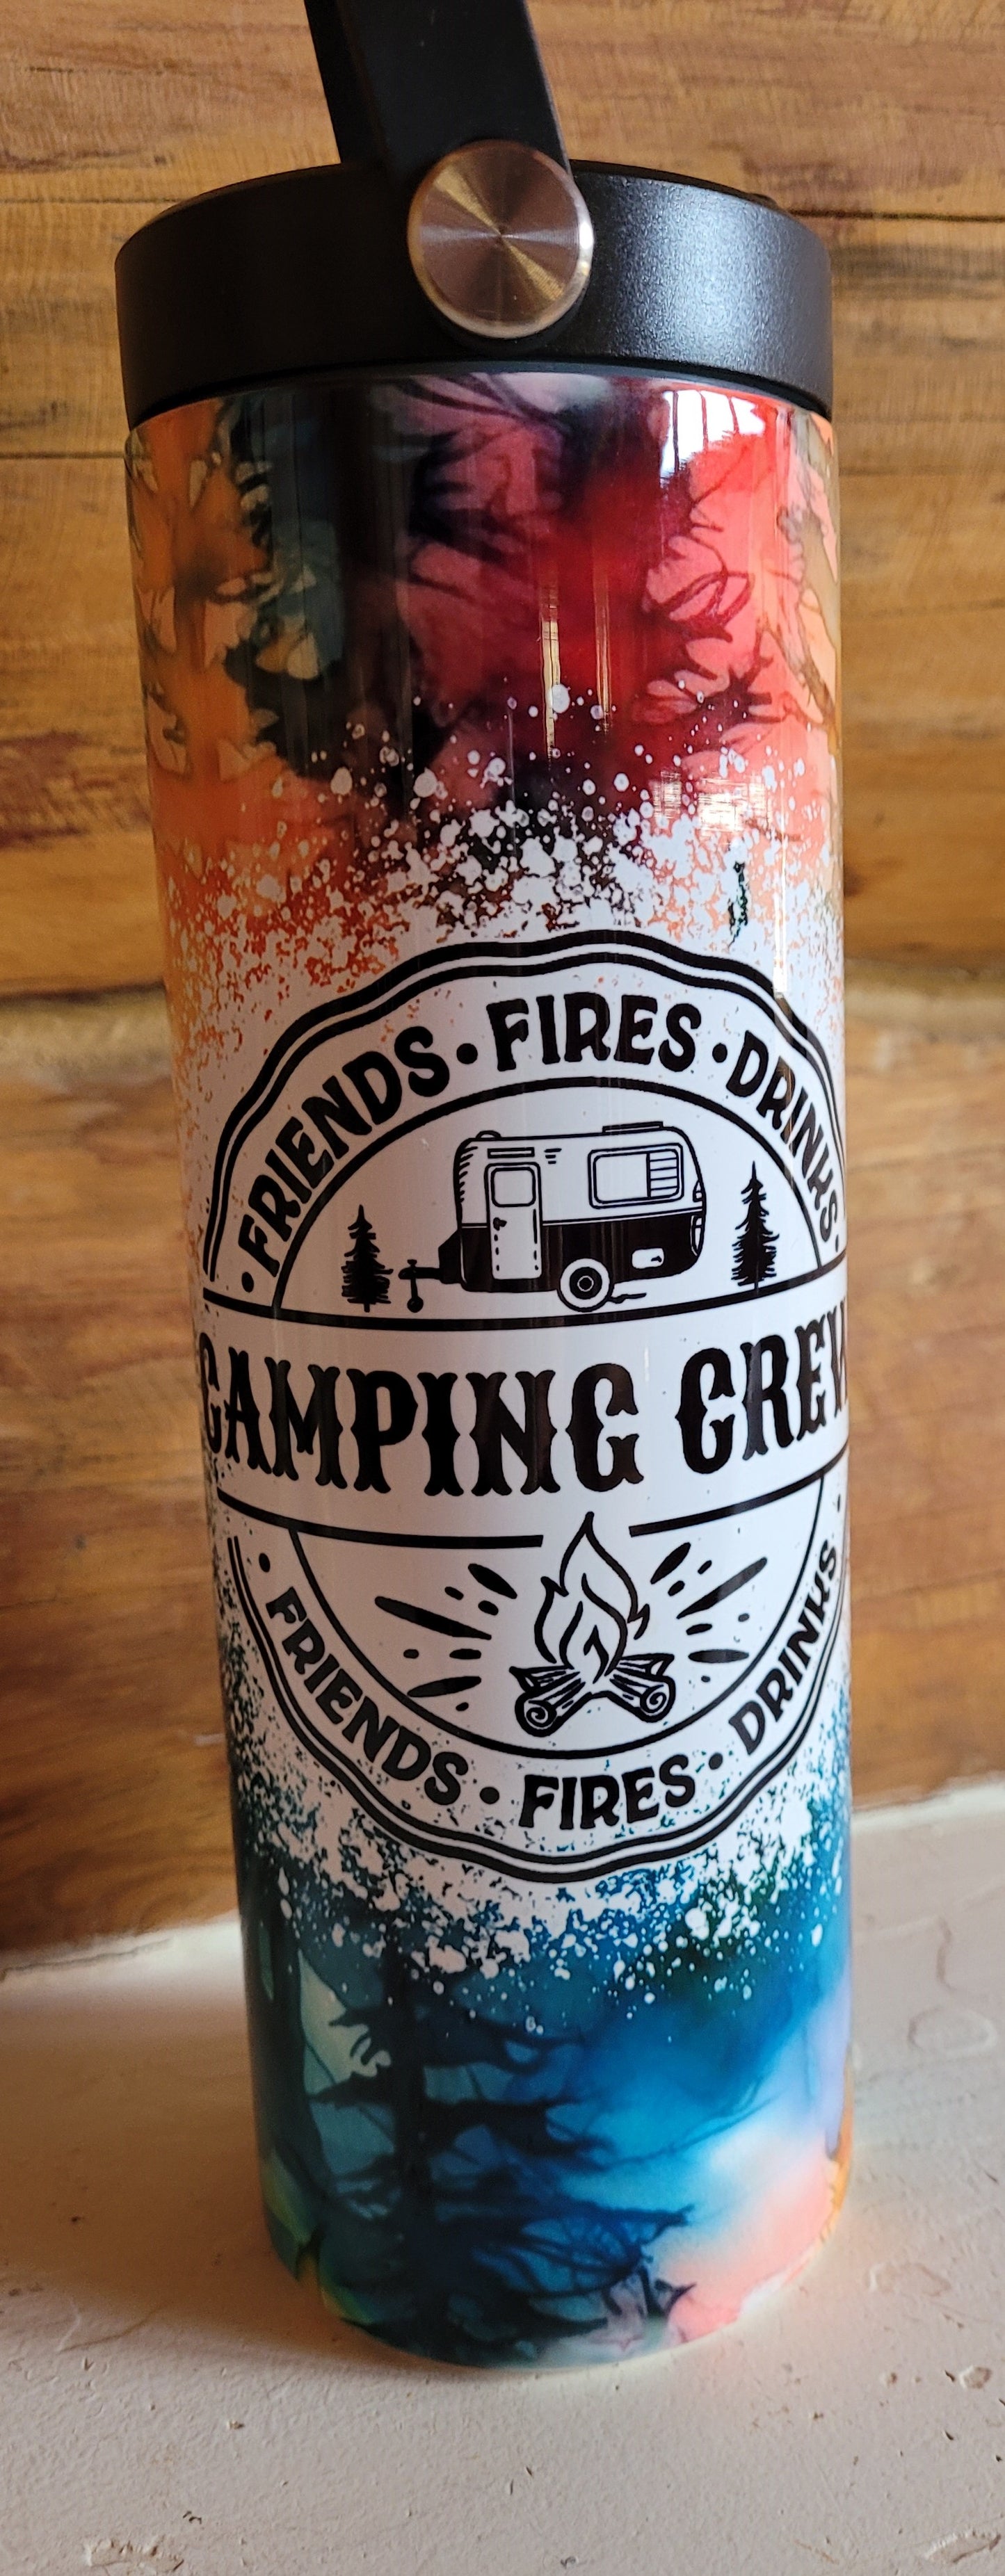 • FRIENDS • FIRES • DRINKS •
CAMPING CREW
• FRIENDS • FIRES • DRINKS •